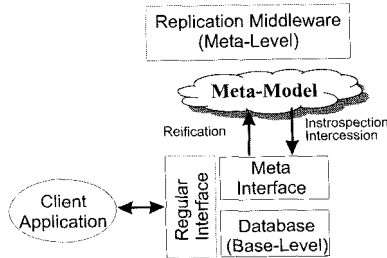 Replication Middleware
(Meta-Level)
Meta-Model
Reification
Instrospection
Intercession
Client
Application
Regular
Interface
Meta
Interface
Database
(Base-Level)